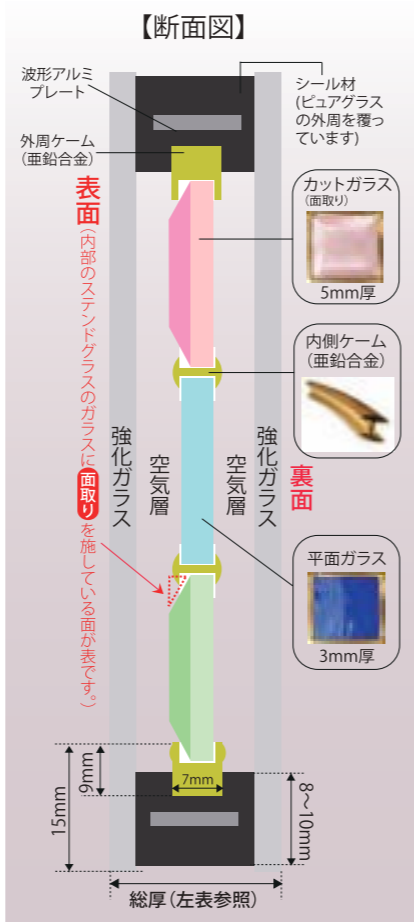 【断面図】
波形アルミ
プレート
外周ケーム
(亜鉛合金)
シール材
(ピュアグラス
の外周を覆っ
ています)
表面
(内部のステンドグラスのガラスに面取りを施している面が表です。)
カットガラス
(面取り)
5mm厚
内側ケーム
(亜鉛合金)
強化ガラス
空気層
空気層
強化ガラス
裏面
平面ガラス
3mm厚
15mm
9mm
7mm
8〜10mm
総厚(左表参照)